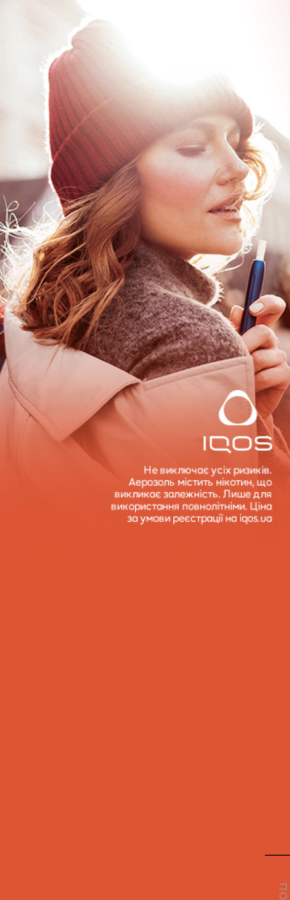 IQOS
Не виключає усіх ризиків.
Аерозоль містить нікотин, що
викликає залежність. Лише для
використання повнолітніми. Ціна
за умови реєстрації на iqos.ua
по